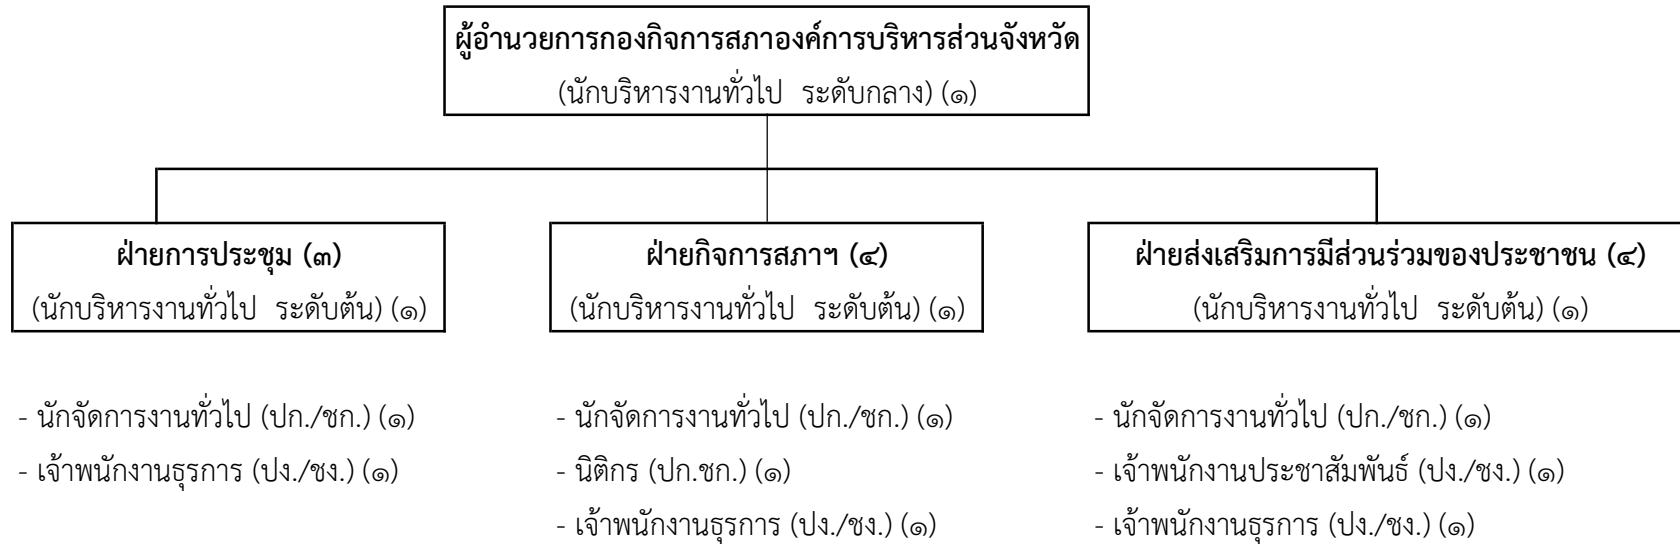 ผู้อำนวยการกองกิจการสภาองค์การบริหารส่วนจังหวัด
(นักบริหารงานทั่วไป ระดับกลาง) (๑)
ฝ่ายการประชุม (๓)
(นักบริหารงานทั่วไป ระดับต้น) (๑)
- นักจัดการงานทั่วไป (ปก./ชก.) (๑)
- เจ้าพนักงานธุรการ (ปง./ชง.) (๑)
ฝ่ายกิจการสภาฯ (๔)
(นักบริหารงานทั่วไป ระดับต้น) (๑)
- นักจัดการงานทั่วไป (ปก./ชก.) (๑)
- นิติกร (ปก.ชก.) (๑)
- เจ้าพนักงานธุรการ (ปง./ชง.) (๑)
ฝ่ายส่งเสริมการมีส่วนร่วมของประชาชน (๔)
(นักบริหารงานทั่วไป ระดับต้น) (๑)
- นักจัดการงานทั่วไป (ปก./ชก.) (๑)
- เจ้าพนักงานประชาสัมพันธ์ (ปง./ชง.) (๑)
- เจ้าพนักงานธุรการ (ปง./ชง.) (๑)